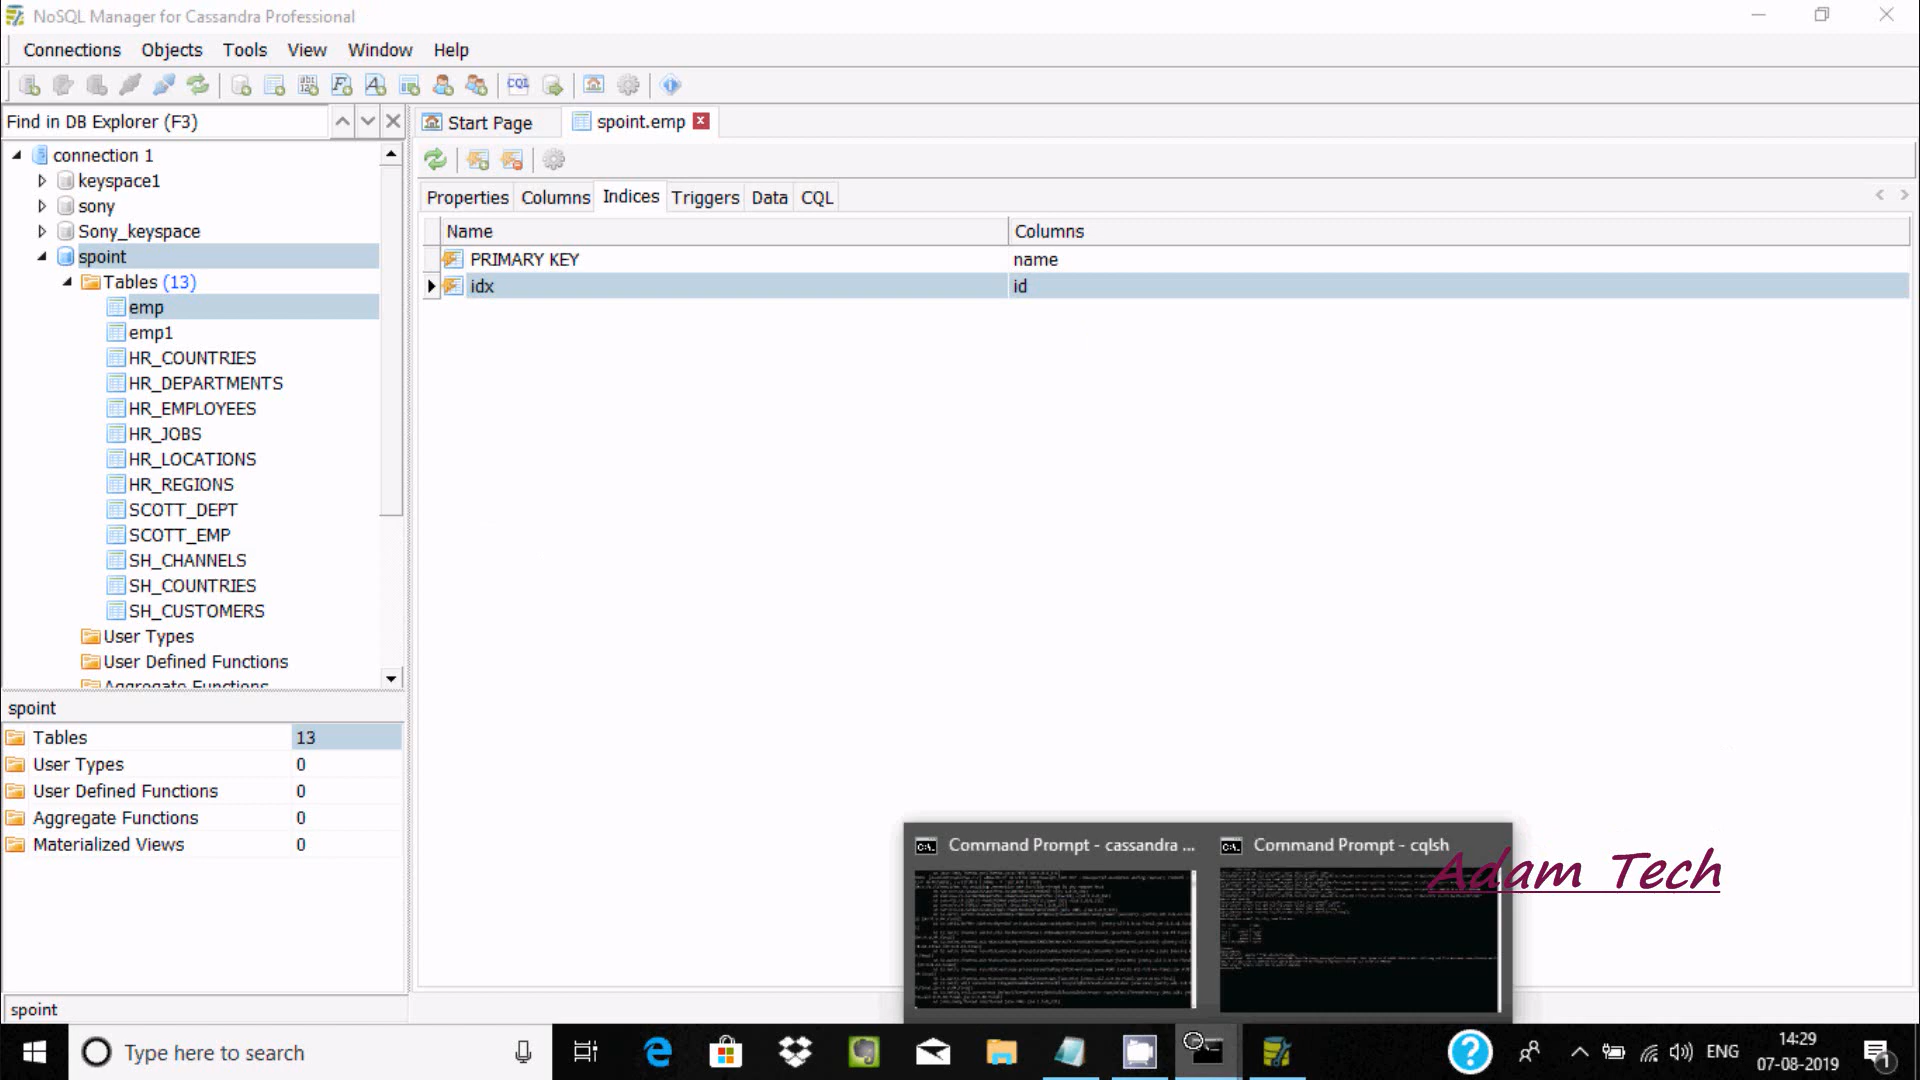 NoSQL Manager for Cassandra Professional
Connections Objects Tools View Window Help
CQL
Find in DB Explorer (F3)
Start Page
spoint.emp
connection 1
keyspace1
sony
Sony_keyspace
spoint
Tables (13)
emp
emp1
HR_COUNTRIES
HR_DEPARTMENTS
HR_EMPLOYEES
HR_JOBS
HR_LOCATIONS
HR_REGIONS
SCOTT_DEPT
SCOTT_EMP
SH_CHANNELS
SH_COUNTRIES
SH_CUSTOMERS
User Types
User Defined Functions
Aggregate Functions
Properties Columns Indices Triggers Data CQL
Name Columns
PRIMARY KEY name
idx id
spoint
Tables 13
User Types 0
User Defined Functions 0
Aggregate Functions 0
Materialized Views 0
spoint
Command Prompt - cassandra ...
Command Prompt - cqlsh
Adam Tech
Type here to search
ENG
14:29
07-08-2019
1